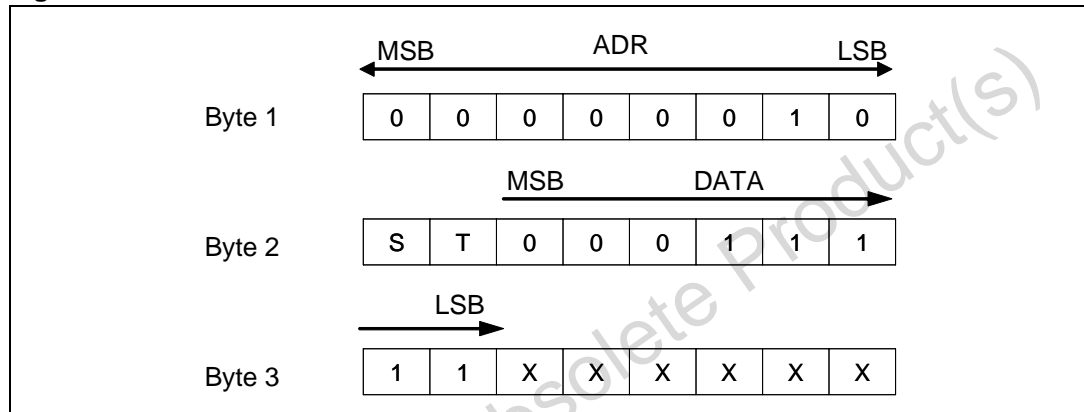 MSB ADR LSB
Byte 1 0 0 0 0 0 0 1 0
MSB DATA
Byte 2 S T 0 0 0 1 1 1
LSB
Byte 3 1 1 X X X X X X
Obsolete Product(s)